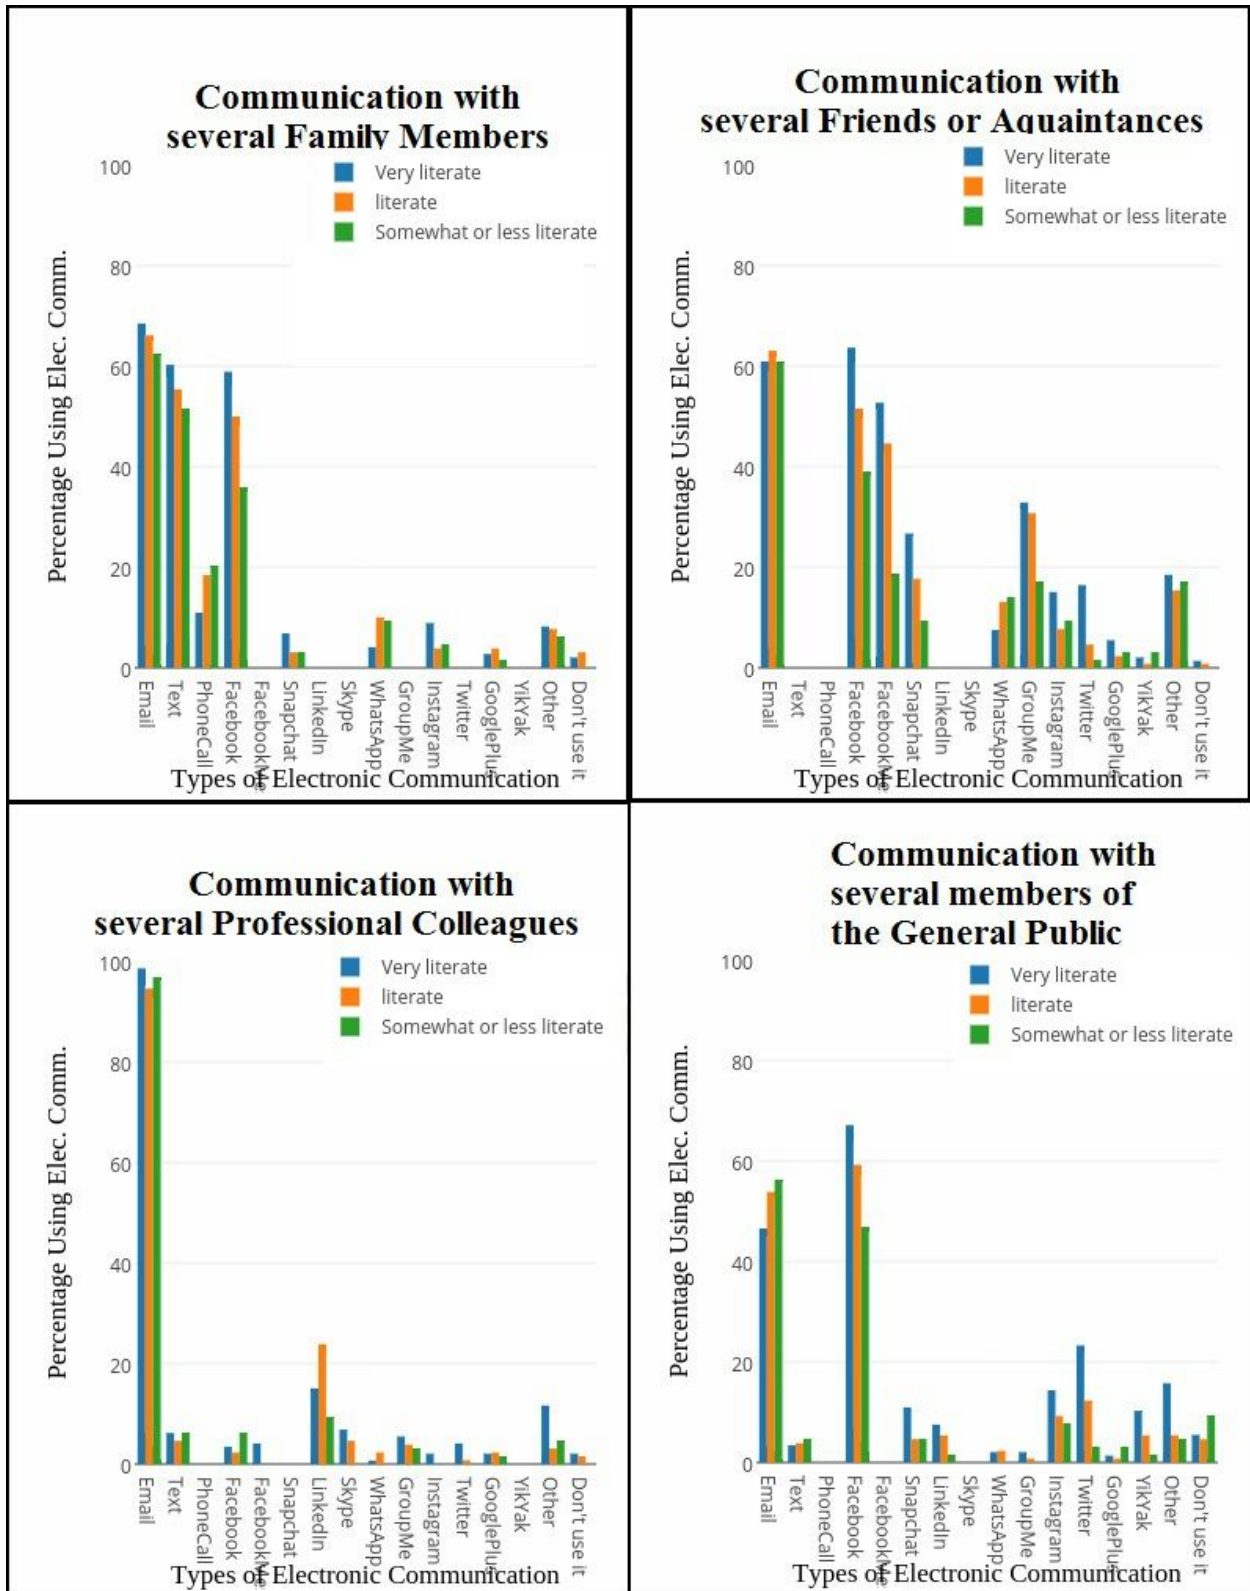 Communication with
several Family Members
Very literate
literate
Somewhat or less literate
100
80
60
40
20
0
Percentage Using Elec. Comm.
Email
Text
PhoneCall
Facebook
FacebookMe
Snapchat
LinkedIn
Skype
WhatsApp
GroupMe
Instagram
Twitter
GooglePlus
YikYak
Other
Don't use it
Types of Electronic Communication
Communication with
several Friends or Aquaintances
Very literate
literate
Somewhat or less literate
100
80
60
40
20
0
Percentage Using Elec. Comm.
Email
Text
PhoneCall
Facebook
FacebookMe
Snapchat
LinkedIn
Skype
WhatsApp
GroupMe
Instagram
Twitter
GooglePlus
YikYak
Other
Don't use it
Types of Electronic Communication
Communication with
several Professional Colleagues
Very literate
literate
Somewhat or less literate
100
80
60
40
20
0
Percentage Using Elec. Comm.
Email
Text
PhoneCall
Facebook
FacebookMe
Snapchat
LinkedIn
Skype
WhatsApp
GroupMe
Instagram
Twitter
GooglePlus
YikYak
Other
Don't use it
Types of Electronic Communication
Communication with
several members of
the General Public
Very literate
literate
Somewhat or less literate
100
80
60
40
20
0
Percentage Using Elec. Comm.
Email
Text
PhoneCall
Facebook
FacebookMe
Snapchat
LinkedIn
Skype
WhatsApp
GroupMe
Instagram
Twitter
GooglePlus
YikYak
Other
Don't use it
Types of Electronic Communication